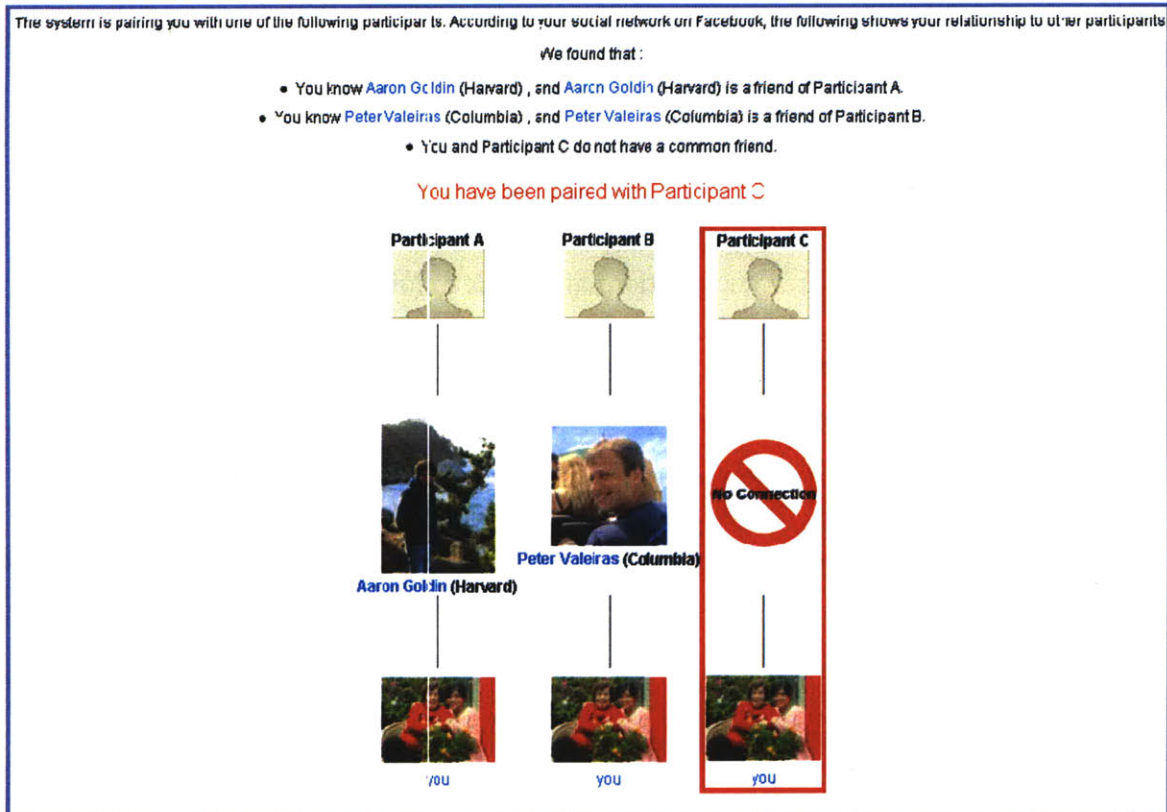 The system is pairing you with one of the following participants. According to your social network on Facebook, the following shows your relationship to other participants
We found that :
• You know Aaron Goldin (Harvard) , and Aaron Goldin (Harvard) is a friend of Participant A.
• You know Peter Valeiras (Columbia) , and Peter Valeiras (Columbia) is a friend of Participant B.
• You and Participant C do not have a common friend.
You have been paired with Participant C
Participant A Participant B Participant C
No Connection
Peter Valeiras (Columbia)
Aaron Goldin (Harvard)
you you you